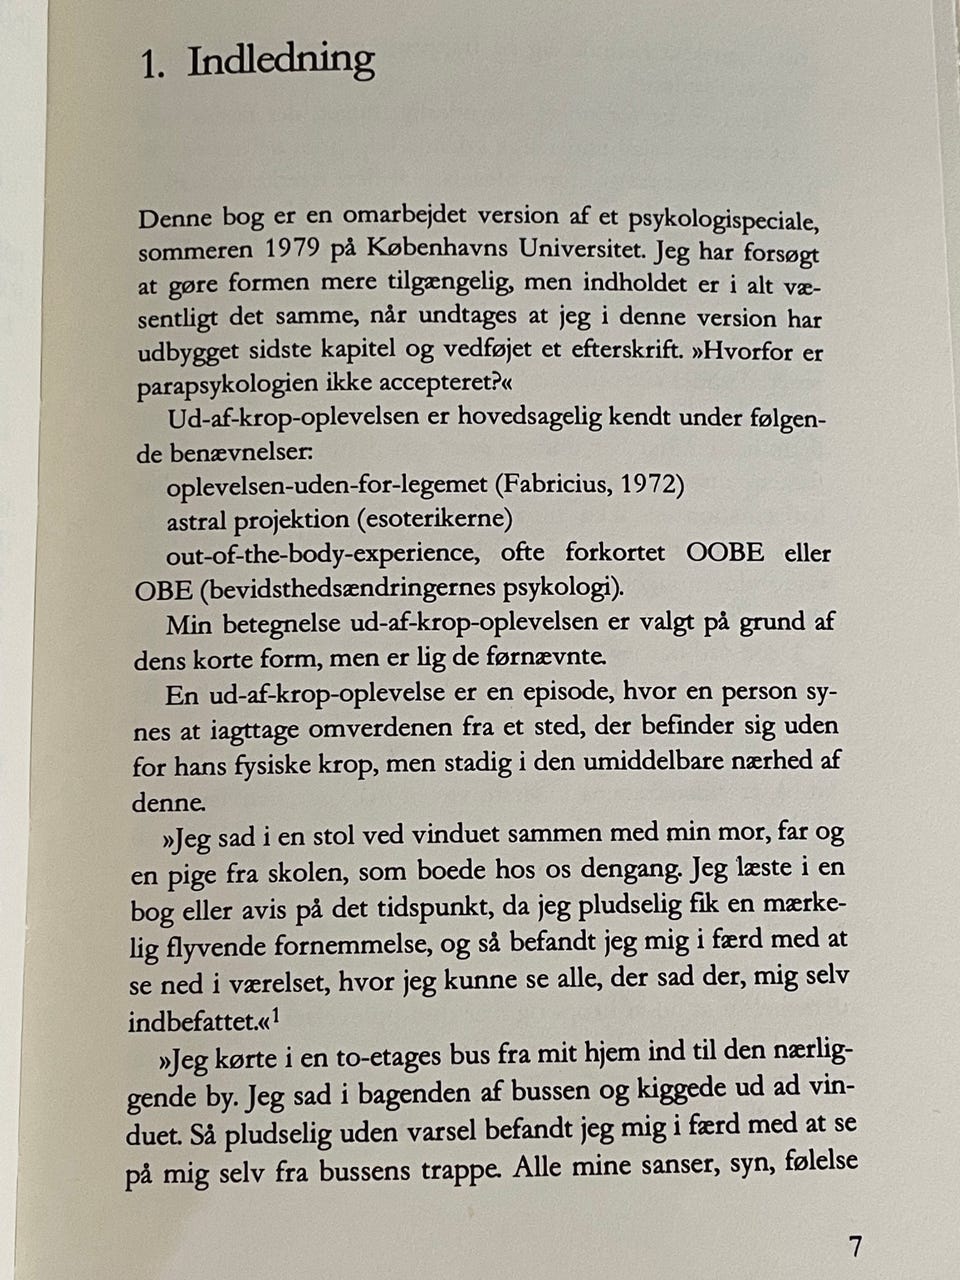 1. Indledning
Denne bog er en omarbejdet version af et psykologispeciale,
sommeren 1979 på Københavns Universitet. Jeg har forsøgt
at gøre formen mere tilgængelig, men indholdet er i alt væ-
sentligt det samme, når undtages at jeg i denne version har
udbygget sidste kapitel og vedføjet et efterskrift. »Hvorfor er
parapsykologien ikke accepteret?«
Ud-af-krop-oplevelsen er hovedsagelig kendt under følgen-
de benævnelser:
oplevelsen-uden-for-legemet (Fabricius, 1972)
astral projektion (esoterikerne)
out-of-the-body-experience, ofte forkortet OOBE eller
OBE (bevidsthedsændringernes psykologi).
Min betegnelse ud-af-krop-oplevelsen er valgt på grund af
dens korte form, men er lig de førnævnte.
En ud-af-krop-oplevelse er en episode, hvor en person sy-
nes at iagttage omverdenen fra et sted, der befinder sig uden
for hans fysiske krop, men stadig i den umiddelbare nærhed af
denne.
»Jeg sad i en stol ved vinduet sammen med min mor, far og
en pige fra skolen, som boede hos os dengang. Jeg læste i en
bog eller avis på det tidspunkt, da jeg pludselig fik en mærke-
lig flyvende fornemmelse, og så befandt jeg mig i færd med at
se ned i værelset, hvor jeg kunne se alle, der sad der, mig selv
indbefattet.«1
»Jeg kørte i en to-etages bus fra mit hjem ind til den nærlig-
gende by. Jeg sad i bagenden af bussen og kiggede ud ad vin-
duet. Så pludselig uden varsel befandt jeg mig i færd med at se
på mig selv fra bussens trappe. Alle mine sanser, syn, følelse
7